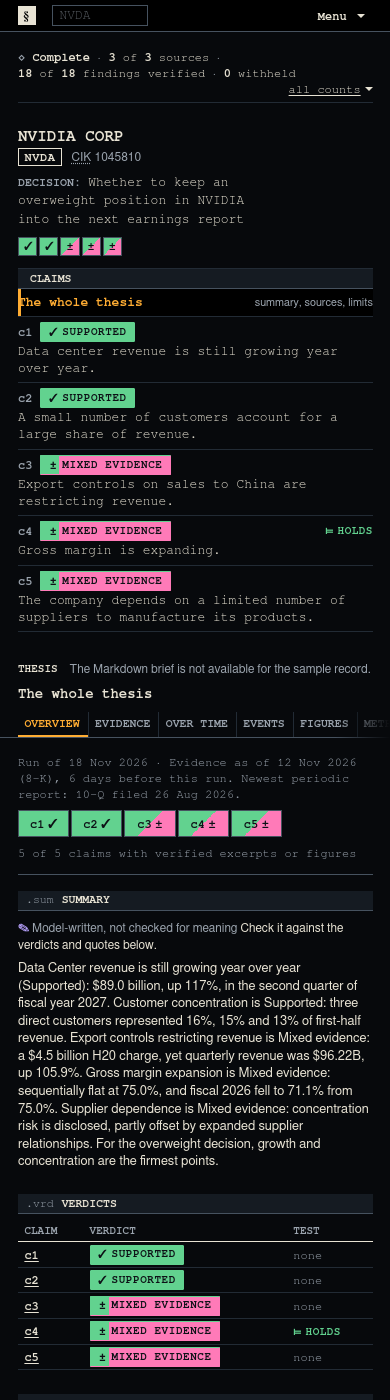 § NVDA Menu
◇ Complete · 3 of 3 sources ·
18 of 18 findings verified · 0 withheld
all counts
NVIDIA CORP
NVDA CIK 1045810
DECISION: Whether to keep an
overweight position in NVIDIA
into the next earnings report
✓ ✓ ± ± ±
CLAIMS
The whole thesis summary, sources, limits
c1 ✓ SUPPORTED
Data center revenue is still growing year
over year.
c2 ✓ SUPPORTED
A small number of customers account for a
large share of revenue.
c3 ± MIXED EVIDENCE
Export controls on sales to China are
restricting revenue.
c4 ± MIXED EVIDENCE ⊨ HOLDS
Gross margin is expanding.
c5 ± MIXED EVIDENCE
The company depends on a limited number of
suppliers to manufacture its products.
THESIS The Markdown brief is not available for the sample record.
The whole thesis
OVERVIEW EVIDENCE OVER TIME EVENTS FIGURES MET
Run of 18 Nov 2026 · Evidence as of 12 Nov 2026
(8-K), 6 days before this run. Newest periodic
report: 10-Q filed 26 Aug 2026.
c1 ✓ c2 ✓ c3 ± c4 ± c5 ±
5 of 5 claims with verified excerpts or figures
.sum SUMMARY
✎ Model-written, not checked for meaning Check it against the
verdicts and quotes below.
Data Center revenue is still growing year over year
(Supported): $89.0 billion, up 117%, in the second quarter of
fiscal year 2027. Customer concentration is Supported: three
direct customers represented 16%, 15% and 13% of first-half
revenue. Export controls restricting revenue is Mixed evidence:
a $4.5 billion H20 charge, yet quarterly revenue was $96.22B,
up 105.9%. Gross margin expansion is Mixed evidence:
sequentially flat at 75.0%, and fiscal 2026 fell to 71.1% from
75.0%. Supplier dependence is Mixed evidence: concentration
risk is disclosed, partly offset by expanded supplier
relationships. For the overweight decision, growth and
concentration are the firmest points.
.vrd VERDICTS
CLAIM VERDICT TEST
c1 ✓ SUPPORTED none
c2 ✓ SUPPORTED none
c3 ± MIXED EVIDENCE none
c4 ± MIXED EVIDENCE ⊨ HOLDS
c5 ± MIXED EVIDENCE none